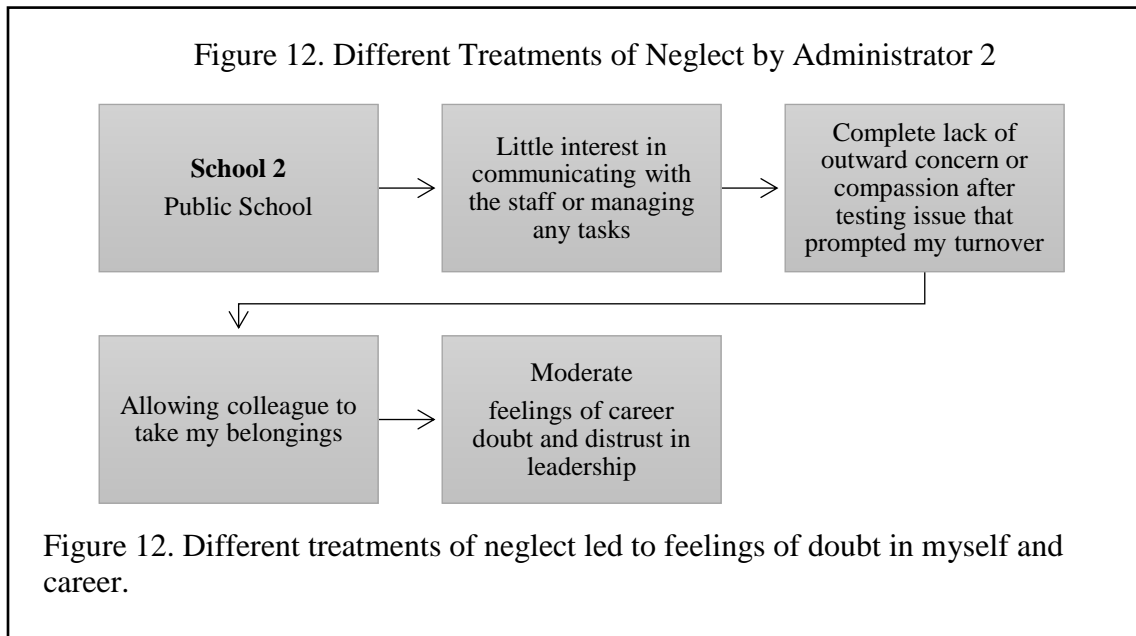 Figure 12. Different Treatments of Neglect by Administrator 2
School 2
Public School
Little interest in
communicating with
the staff or managing
any tasks
Complete lack of
outward concern or
compassion after
testing issue that
prompted my turnover
Allowing colleague to
take my belongings
Moderate
feelings of career
doubt and distrust in
leadership
Figure 12. Different treatments of neglect led to feelings of doubt in myself and
career.